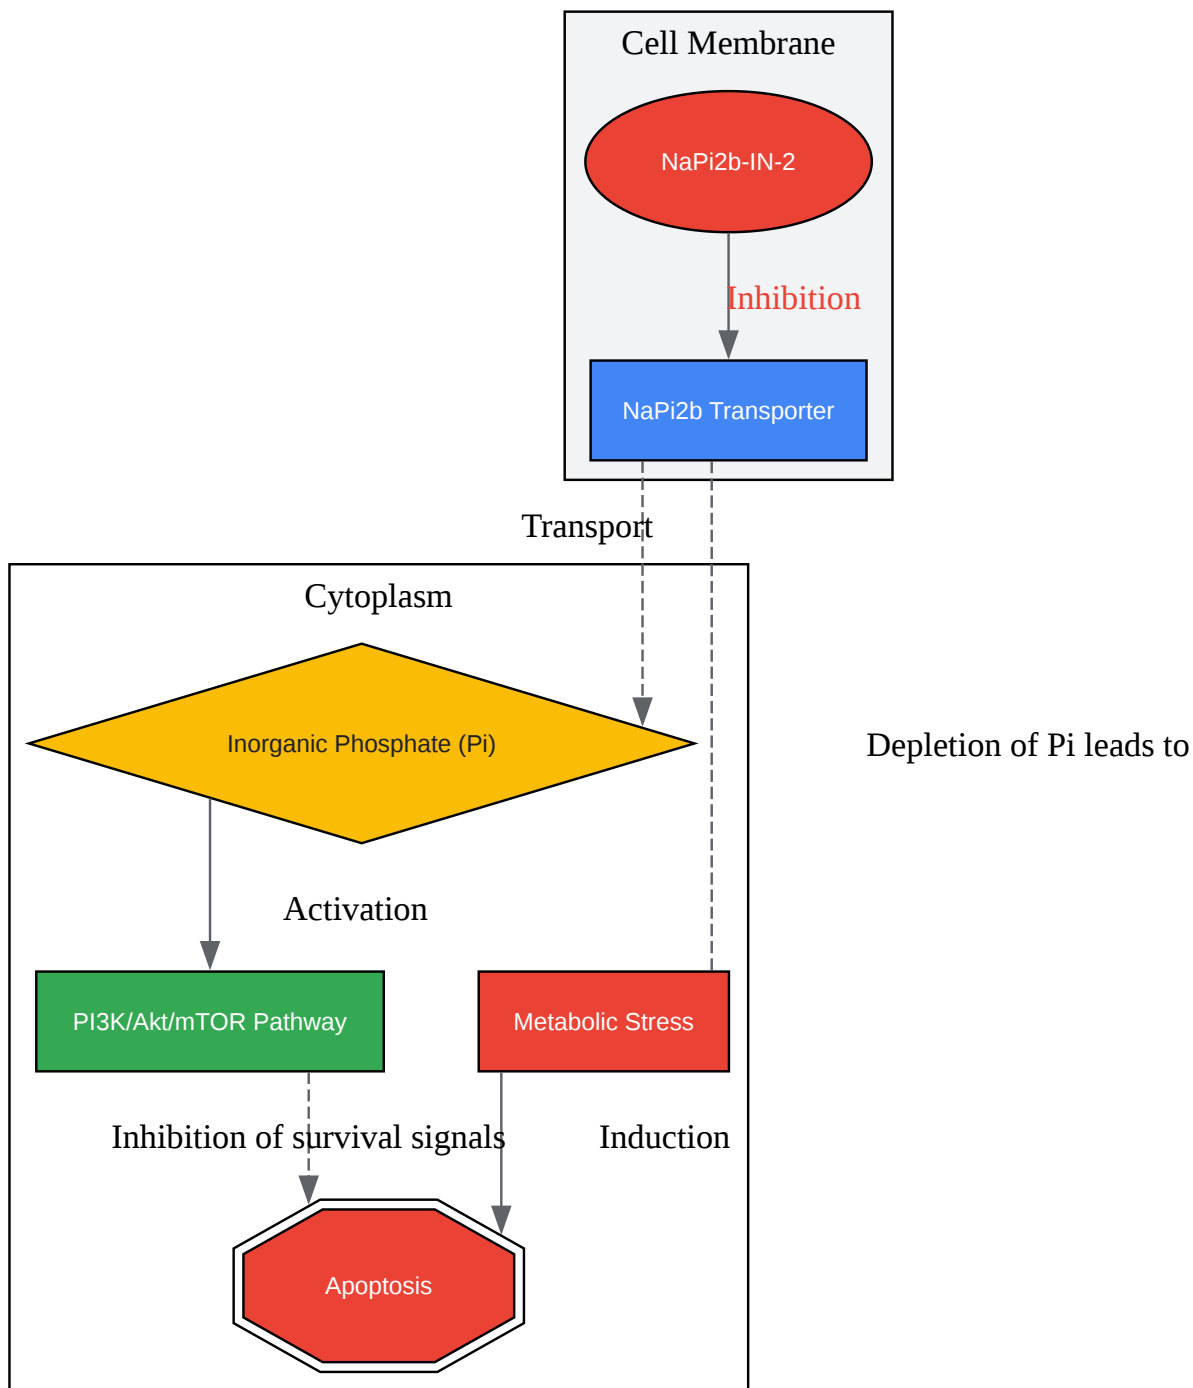 Cell Membrane
NaPi2b-IN-2
Inhibition
NaPi2b Transporter
Transport
Cytoplasm
Inorganic Phosphate (Pi)
Depletion of Pi leads to
Activation
PI3K/Akt/mTOR Pathway
Metabolic Stress
Inhibition of survival signals
Induction
Apoptosis